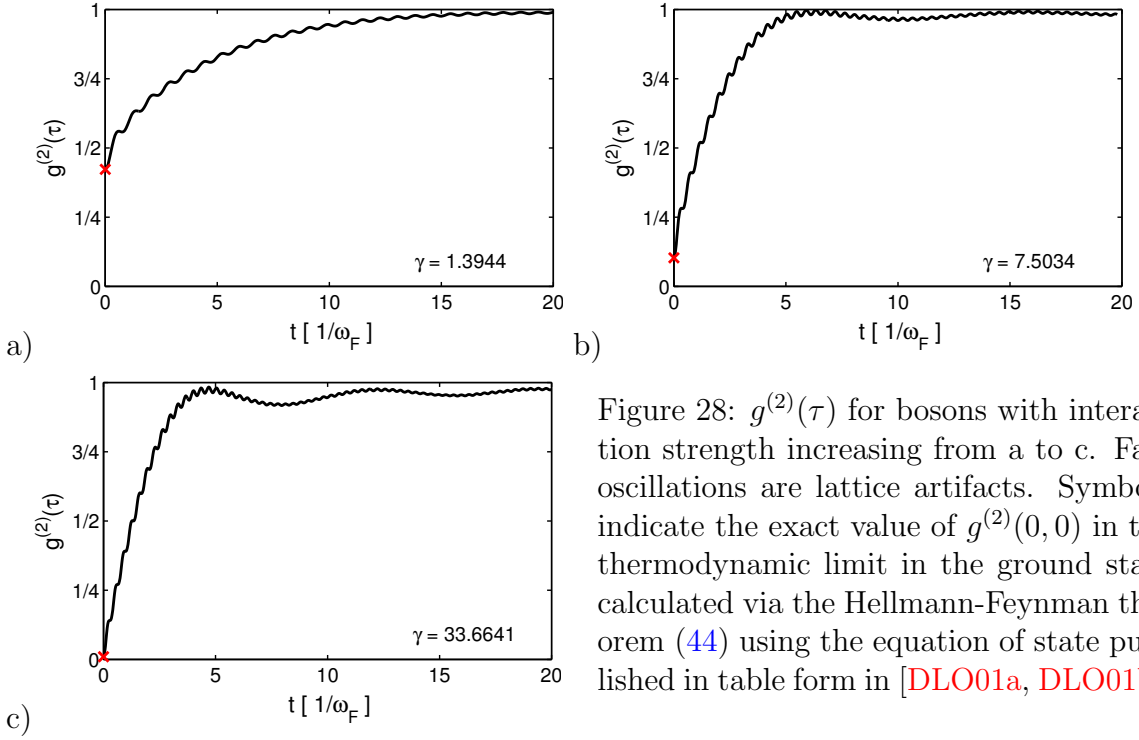 1
3/4
1/2
1/4
0
g^(2)(τ)
γ = 1.3944
0 5 10 15 20
t [ 1/ω_F ]
a)
1
3/4
1/2
1/4
0
g^(2)(τ)
γ = 7.5034
0 5 10 15 20
t [ 1/ω_F ]
b)
1
3/4
1/2
1/4
0
g^(2)(τ)
γ = 33.6641
0 5 10 15 20
t [ 1/ω_F ]
c)
Figure 28: g^(2)(τ) for bosons with intera
tion strength increasing from a to c. Fa
oscillations are lattice artifacts. Symbo
indicate the exact value of g^(2)(0, 0) in t
thermodynamic limit in the ground sta
calculated via the Hellmann-Feynman th
orem (44) using the equation of state pu
lished in table form in [DLO01a, DLO01